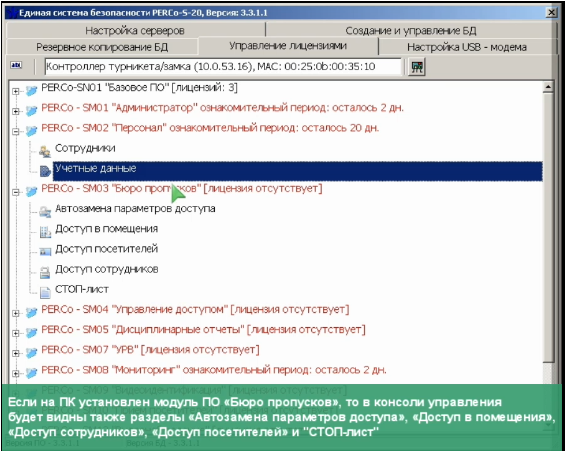 Единая система безопасности PERCo-S-20, Версия: 3.3.1.1
Настройка серверов
Создание и управление БД
Резервное копирование БД
Управление лицензиями
Настройка USB - модема
Контроллер турникета/замка (10.0.53.16), MAC: 00:25:0b:00:35:10
PERCo-SN01 "Базовое ПО" [лицензий: 3]
PERCo - SM01 "Администратор" ознакомительный период: осталось 2 дн.
PERCo - SM02 "Персонал" ознакомительный период: осталось 20 дн.
Сотрудники
Учетные данные
PERCo - SM03 "Бюро пропусков" [лицензия отсутствует]
Автозамена параметров доступа
Доступ в помещения
Доступ посетителей
Доступ сотрудников
СТОП-лист
PERCo - SM04 "Управление доступом" [лицензия отсутствует]
PERCo - SM05 "Дисциплинарные отчеты" [лицензия отсутствует]
PERCo - SM07 "УРВ" [лицензия отсутствует]
PERCo - SM08 "Мониторинг" ознакомительный период: осталось 2 дн.
PERCo - SM09 "Видеоидентификация"
Если на ПК установлен модуль ПО «Бюро пропусков», то в консоли управления
будет видны также разделы «Автозамена параметров доступа», «Доступ в помещения»,
«Доступ сотрудников», «Доступ посетителей» и "СТОП-лист"